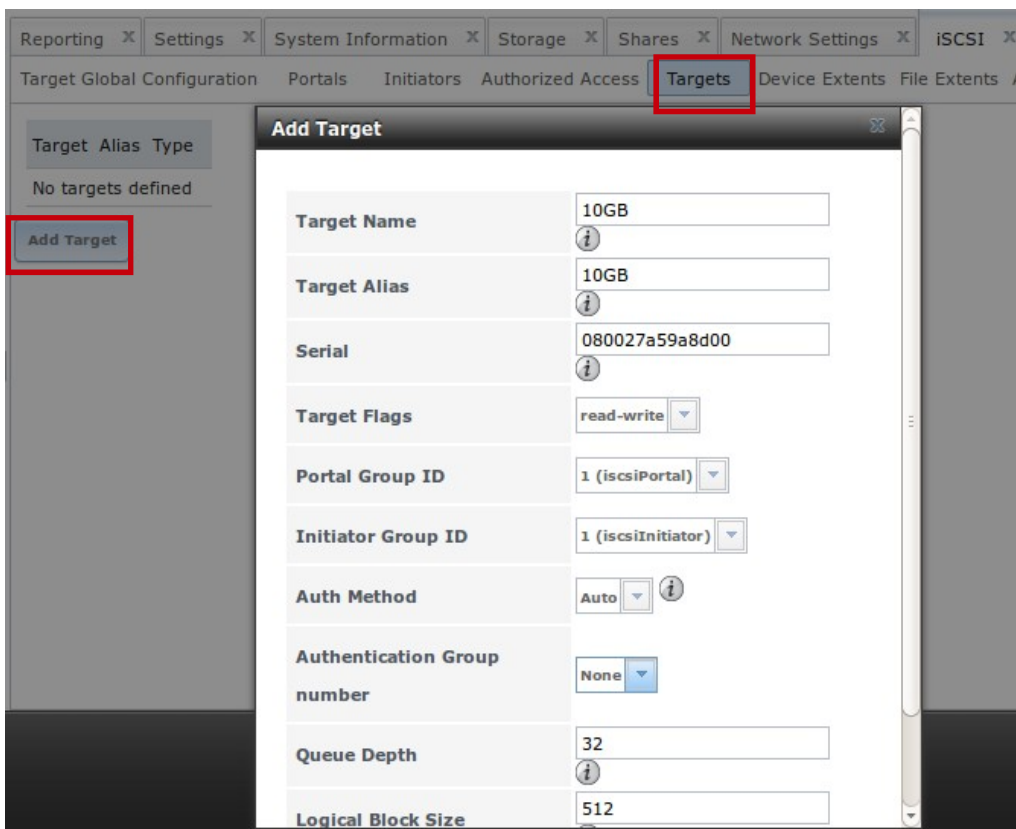 Reporting X Settings X System Information X Storage X Shares X Network Settings X iSCSI X
Target Global Configuration Portals Initiators Authorized Access Targets Device Extents File Extents
Target Alias Type
No targets defined
Add Target
Add Target
Target Name 10GB
Target Alias 10GB
Serial 080027a59a8d00
Target Flags read-write
Portal Group ID 1 (iscsiPortal)
Initiator Group ID 1 (iscsiInitiator)
Auth Method Auto
Authentication Group
number
None
Queue Depth 32
Logical Block Size 512